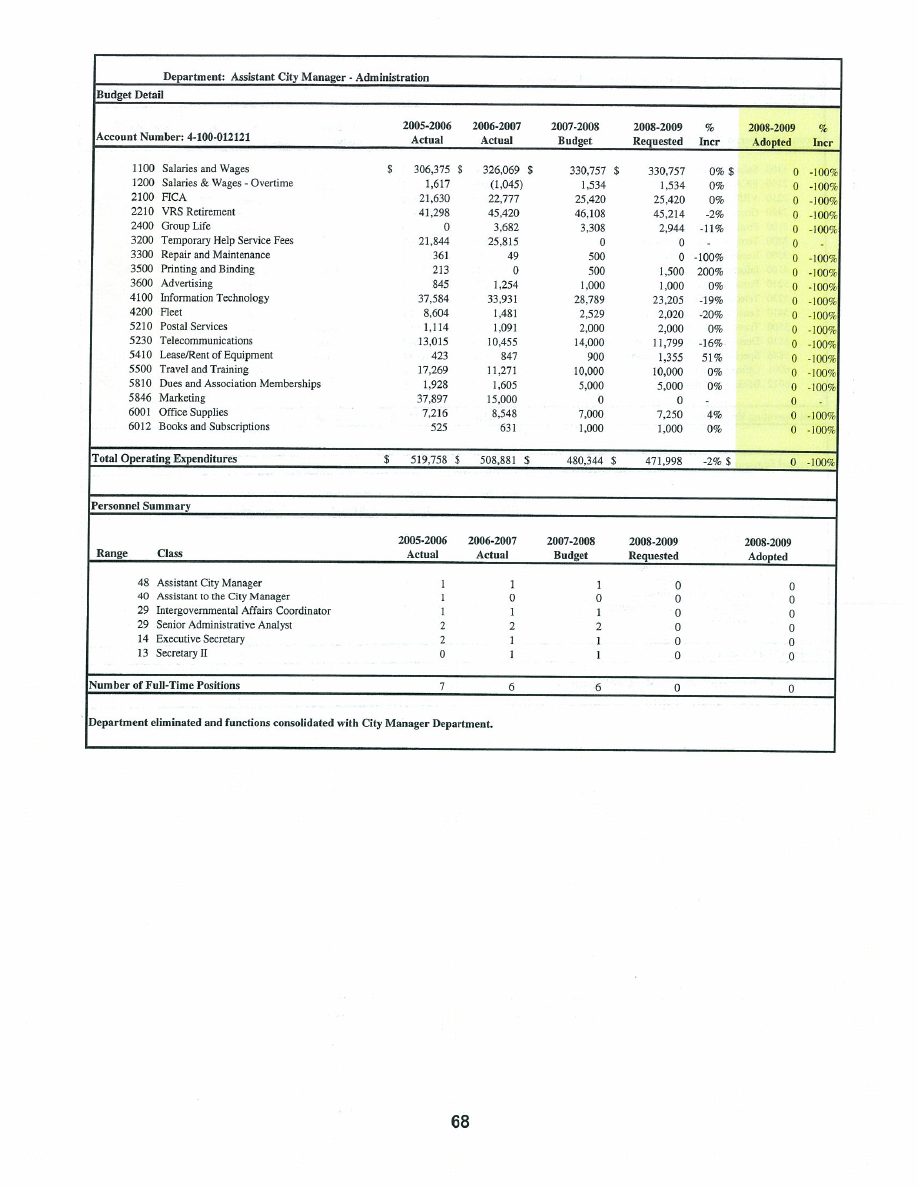 Department: Assistant City Manager - Administration
Budget Detail
2005-2006 2006-2007 2007-2008 2008-2009 % 2008-2009 %
Account Number: 4-100-012121 Actual Actual Budget Requested Incr Adopted Incr
1100 Salaries and Wages $ 306,375 $ 326,069 $ 330,757 $ 330,757 0% $ 0 -100%
1200 Salaries & Wages - Overtime 1,617 (1,045) 1,534 1,534 0% 0 -100%
2100 FICA 21,630 22,777 25,420 25,420 0% 0 -100%
2210 VRS Retirement 41,298 45,420 46,108 45,214 -2% 0 -100%
2400 Group Life 0 3,682 3,308 2,944 -11% 0 -100%
3200 Temporary Help Service Fees 21,844 25,815 0 0 - 0 -
3300 Repair and Maintenance 361 49 500 0 -100% 0 -100%
3500 Printing and Binding 213 0 500 1,500 200% 0 -100%
3600 Advertising 845 1,254 1,000 1,000 0% 0 -100%
4100 Information Technology 37,584 33,931 28,789 23,205 -19% 0 -100%
4200 Fleet 8,604 1,481 2,529 2,020 -20% 0 -100%
5210 Postal Services 1,114 1,091 2,000 2,000 0% 0 -100%
5230 Telecommunications 13,015 10,455 14,000 11,799 -16% 0 -100%
5410 Lease/Rent of Equipment 423 847 900 1,355 51% 0 -100%
5500 Travel and Training 17,269 11,271 10,000 10,000 0% 0 -100%
5810 Dues and Association Memberships 1,928 1,605 5,000 5,000 0% 0 -100%
5846 Marketing 37,897 15,000 0 0 - 0 -
6001 Office Supplies 7,216 8,548 7,000 7,250 4% 0 -100%
6012 Books and Subscriptions 525 631 1,000 1,000 0% 0 -100%
Total Operating Expenditures $ 519,758 $ 508,881 $ 480,344 $ 471,998 -2% $ 0 -100%
Personnel Summary
2005-2006 2006-2007 2007-2008 2008-2009 2008-2009
Range Class Actual Actual Budget Requested Adopted
48 Assistant City Manager 1 1 1 0 0
40 Assistant to the City Manager 1 0 0 0 0
29 Intergovernmental Affairs Coordinator 1 1 1 0 0
29 Senior Administrative Analyst 2 2 2 0 0
14 Executive Secretary 2 1 1 0 0
13 Secretary II 0 1 1 0 0
Number of Full-Time Positions 7 6 6 0 0
Department eliminated and functions consolidated with City Manager Department.
68